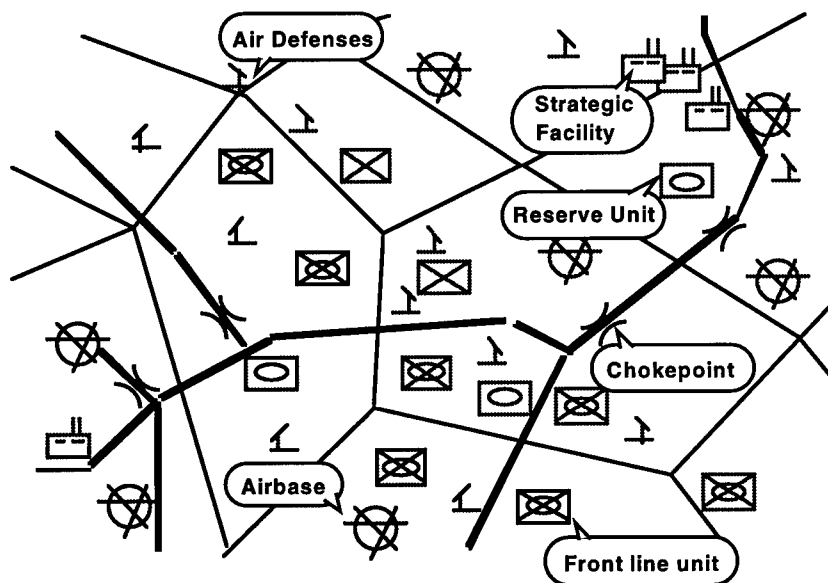 Air Defenses
Strategic
Facility
Reserve Unit
Chokepoint
Airbase
Front line unit